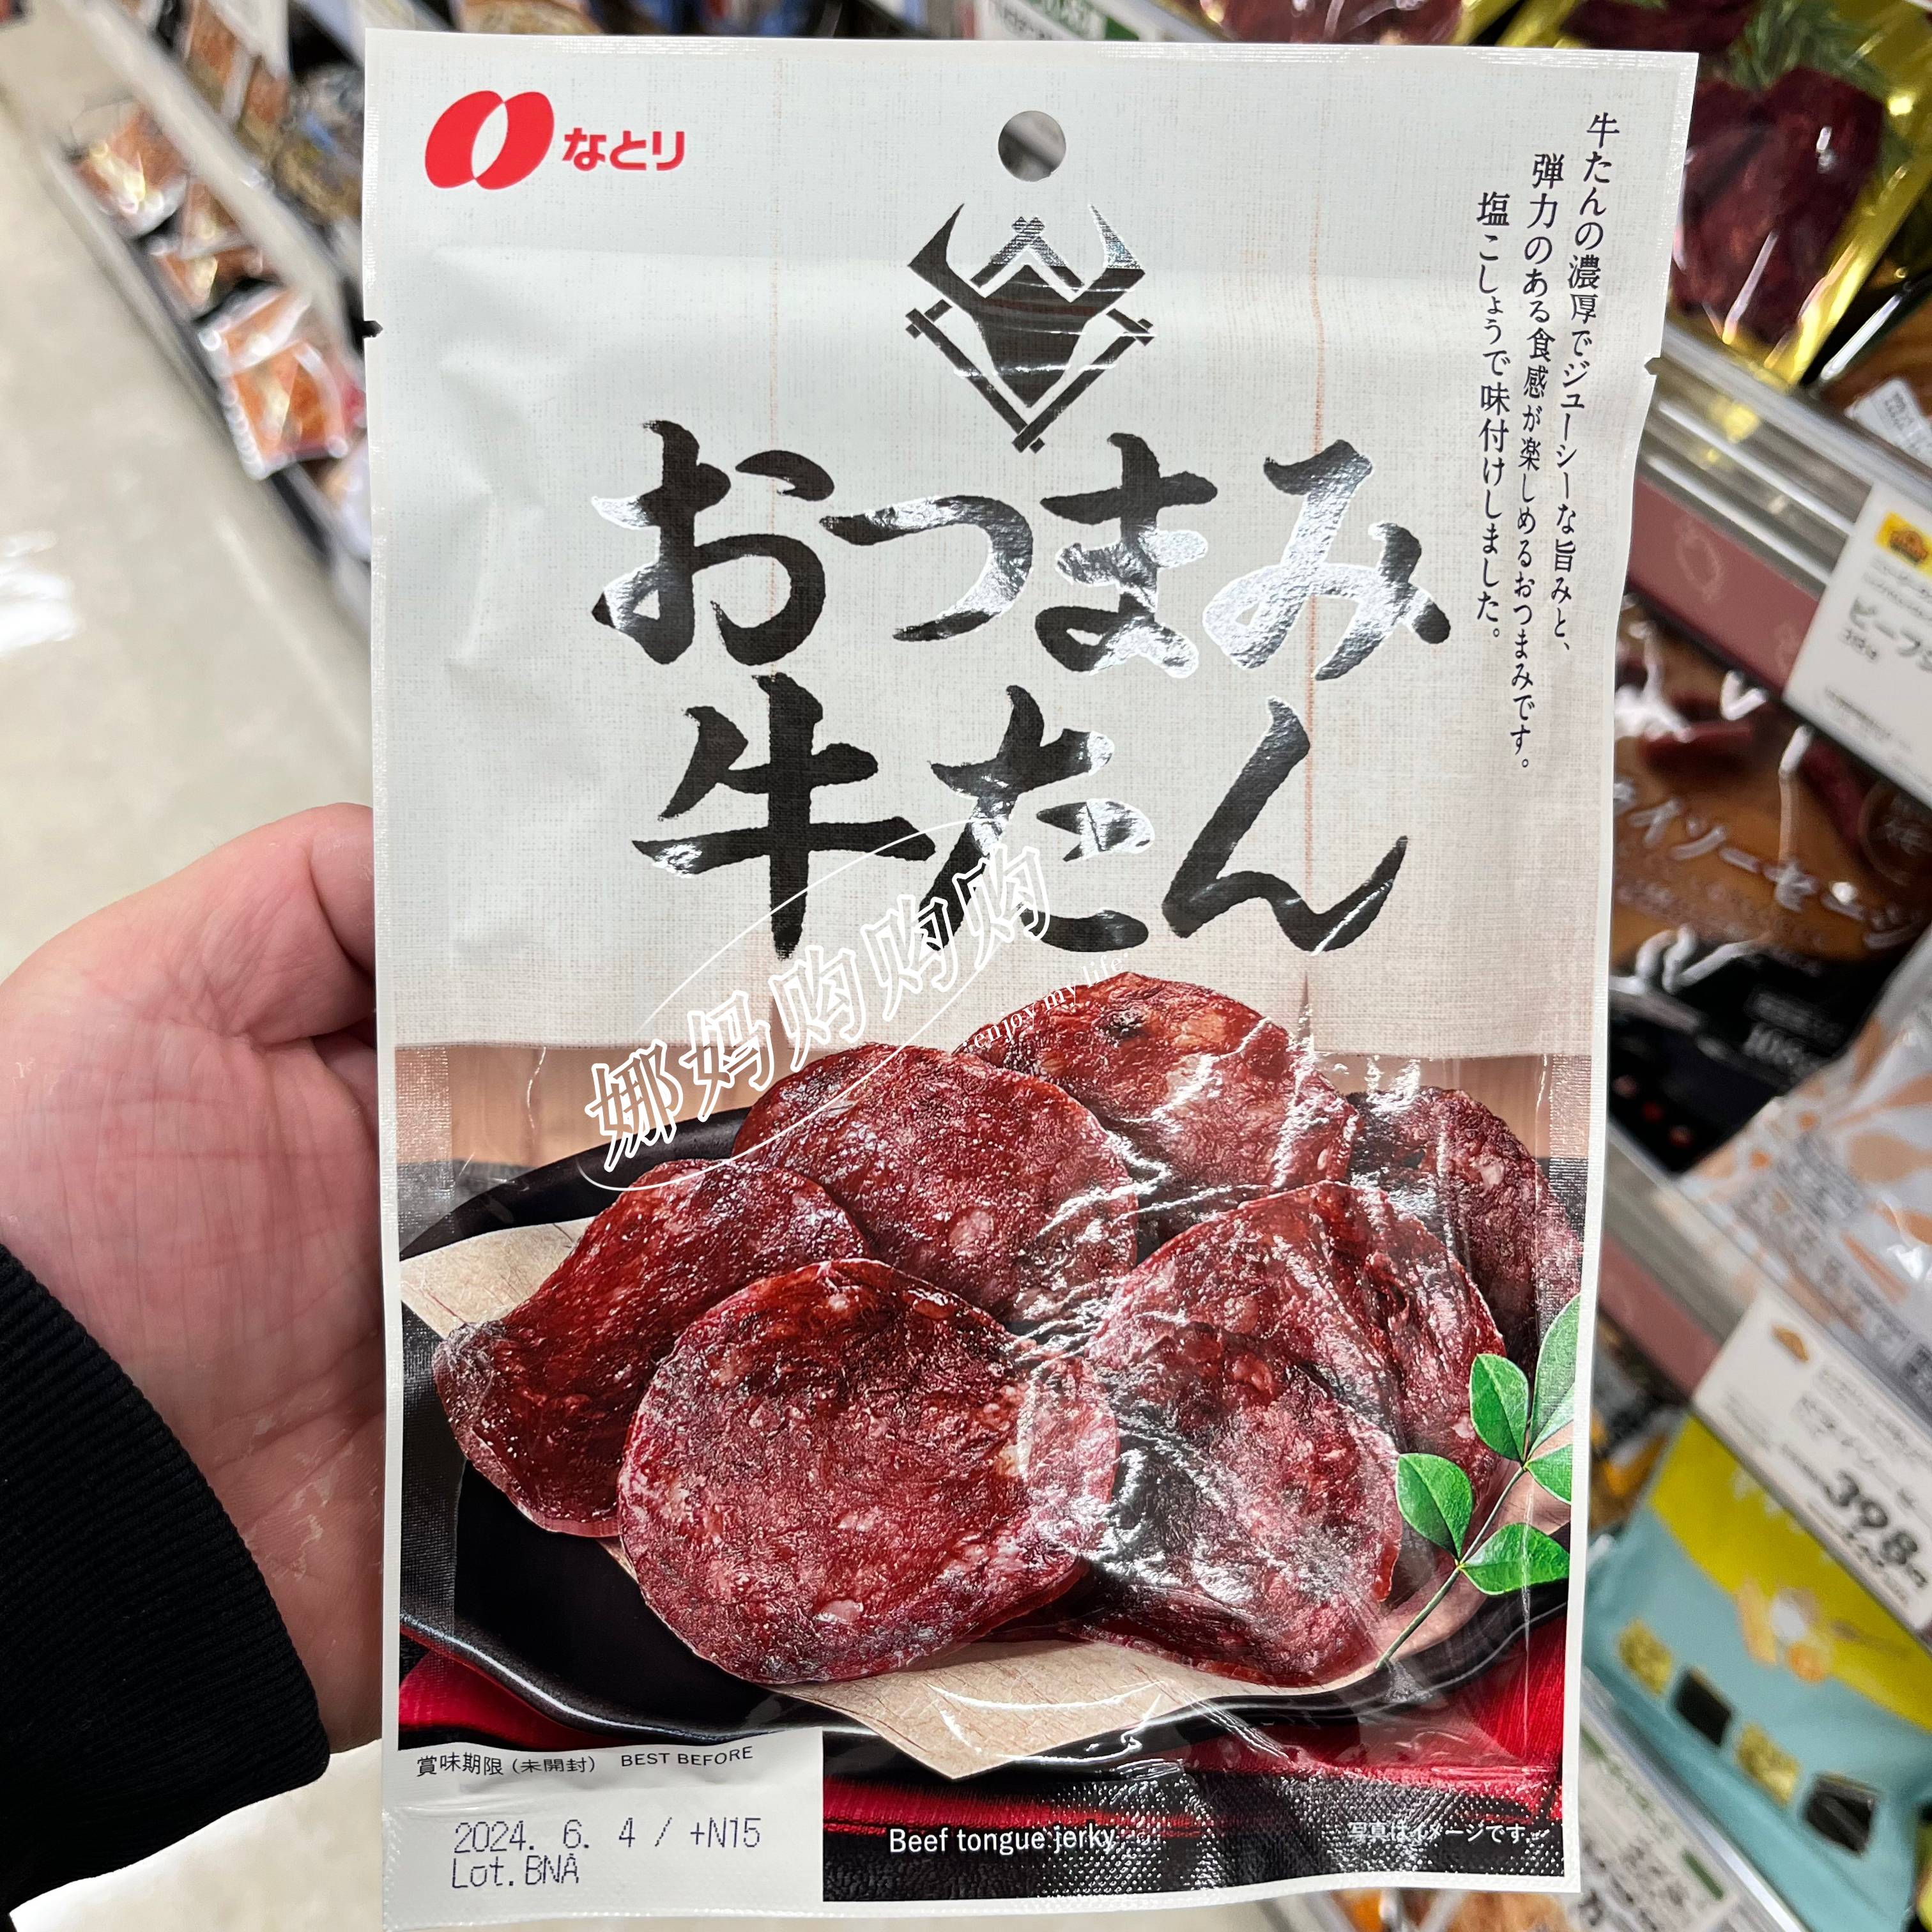 なとり
牛たんの濃厚でジューシーな旨みと、
弾力のある食感が楽しめるおつまみです。
塩こしょうで味付けしました。
おつまみ
牛たん
娜妈购购购
enjoy my life
賞味期限(未開封) BEST BEFORE
2024. 6. 4 / +N15
Lot. BNA
Beef tongue jerky
写真はイメージです。
398